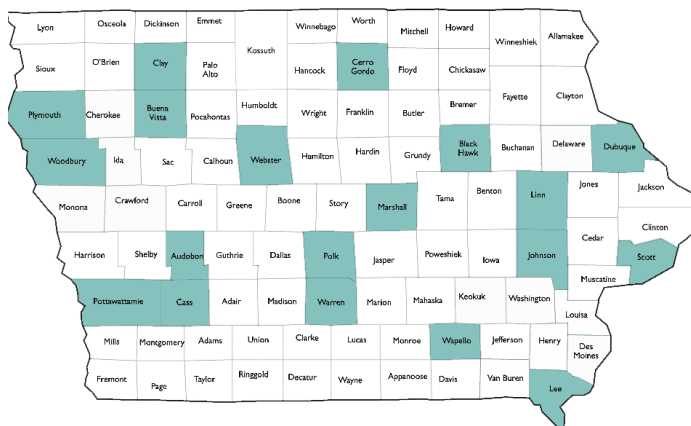 Lyon
Osceola
Dickinson
Emmet
Winnebago
Worth
Mitchell
Howard
Winneshiek
Allamakee
Kossuth
Sioux
O'Brien
Clay
Palo
Alto
Hancock
Cerro
Gordo
Floyd
Chickasaw
Fayette
Clayton
Plymouth
Cherokee
Buena
Vista
Pocahontas
Humboldt
Wright
Franklin
Butler
Bremer
Woodbury
Ida
Sac
Calhoun
Webster
Hamilton
Hardin
Grundy
Black
Hawk
Buchanan
Delaware
Dubuque
Monona
Crawford
Carroll
Greene
Boone
Story
Marshall
Tama
Benton
Linn
Jones
Jackson
Clinton
Harrison
Shelby
Audobon
Guthrie
Dallas
Polk
Jasper
Poweshiek
Iowa
Johnson
Cedar
Scott
Muscatine
Pottawattamie
Cass
Adair
Madison
Warren
Marion
Mahaska
Keokuk
Washington
Louisa
Mills
Montgomery
Adams
Union
Clarke
Lucas
Monroe
Wapello
Jefferson
Henry
Des
Moines
Fremont
Page
Taylor
Ringgold
Decatur
Wayne
Appanoose
Davis
Van Buren
Lee